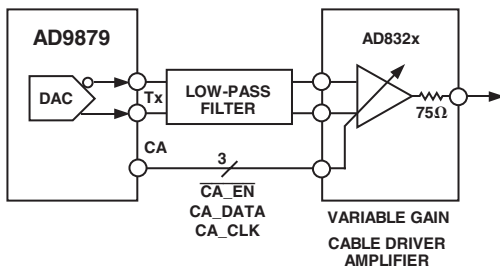 AD9879
AD832x
DAC
Tx
LOW-PASS
FILTER
75Ω
CA
3
CA_EN
CA_DATA
CA_CLK
VARIABLE GAIN
CABLE DRIVER
AMPLIFIER